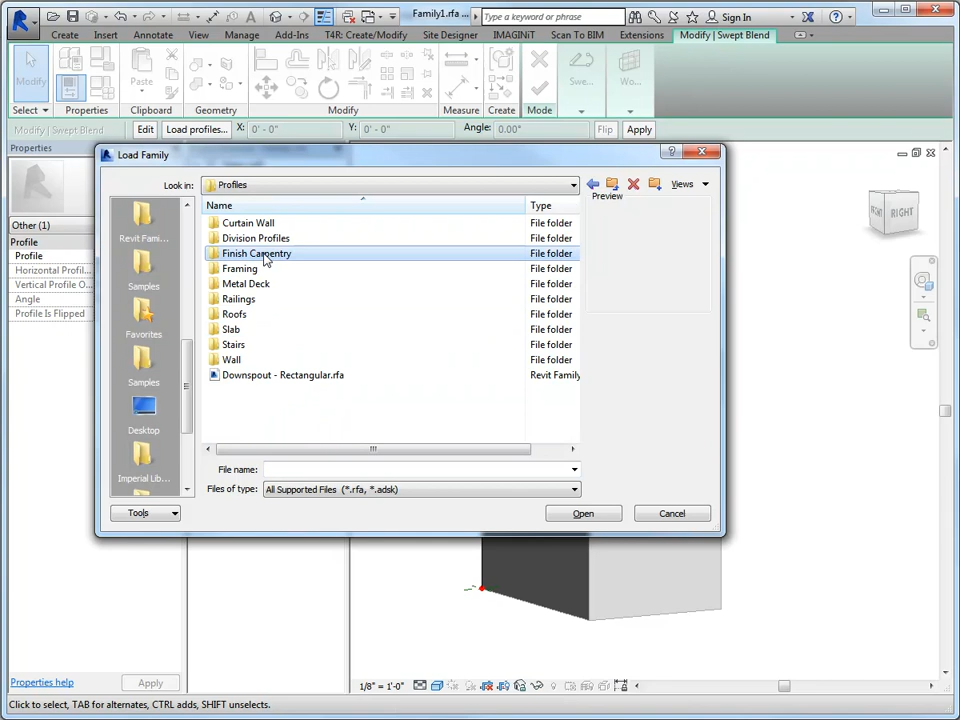 Family1.rfa ...
Type a keyword or phrase
Sign In
Create Insert Annotate View Manage Add-Ins T4R: Create/Modify Site Designer IMAGINiT Scan To BIM Extensions Modify | Swept Blend
Modify Paste Swe... Wo...
Select Properties Clipboard Geometry Modify Measure Create Mode
Modify | Swept Blend Edit Load profiles... X: 0' - 0" Y: 0' - 0" Angle: 0.00° Flip Apply
Properties
Other (1)
Profile
Profile
Horizontal Profil...
Vertical Profile O...
Angle
Profile Is Flipped
Properties help Apply
Load Family
Look in: Profiles Views
Name Type
Preview
Curtain Wall File folder
Division Profiles File folder
Finish Carpentry File folder
Framing File folder
Metal Deck File folder
Railings File folder
Roofs File folder
Slab File folder
Stairs File folder
Wall File folder
Downspout - Rectangular.rfa Revit Family
Revit Fami...
Samples
Favorites
Samples
Desktop
Imperial Lib...
File name:
Files of type: All Supported Files (*.rfa, *.adsk)
Tools Open Cancel
FRONT RIGHT
1/8" = 1'-0"
Click to select, TAB for alternates, CTRL adds, SHIFT unselects.